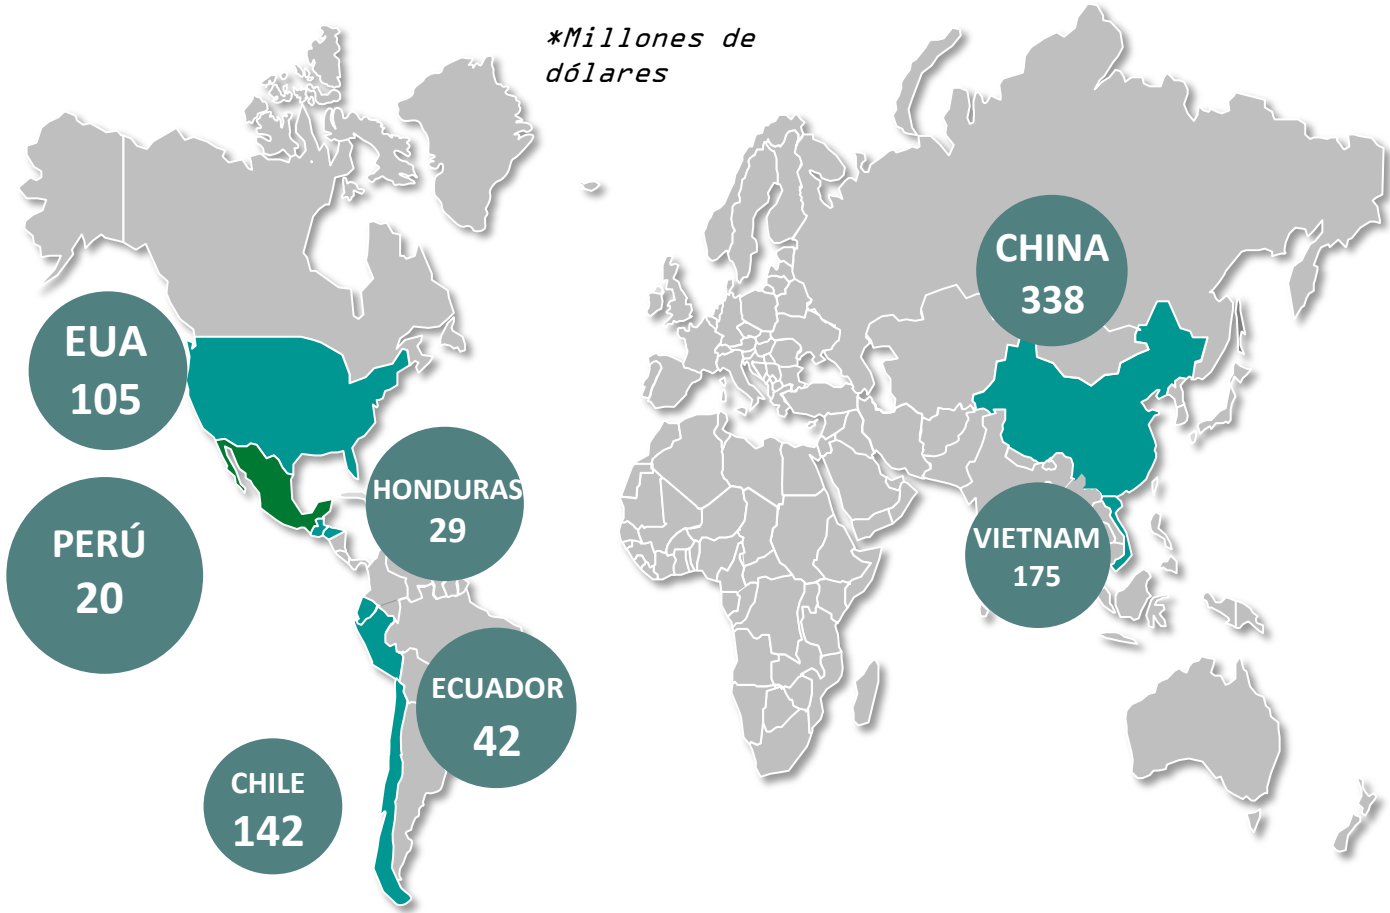 *Millones de
dólares
CHINA
338
EUA
105
HONDURAS
29
PERÚ
20
VIETNAM
175
ECUADOR
42
CHILE
142